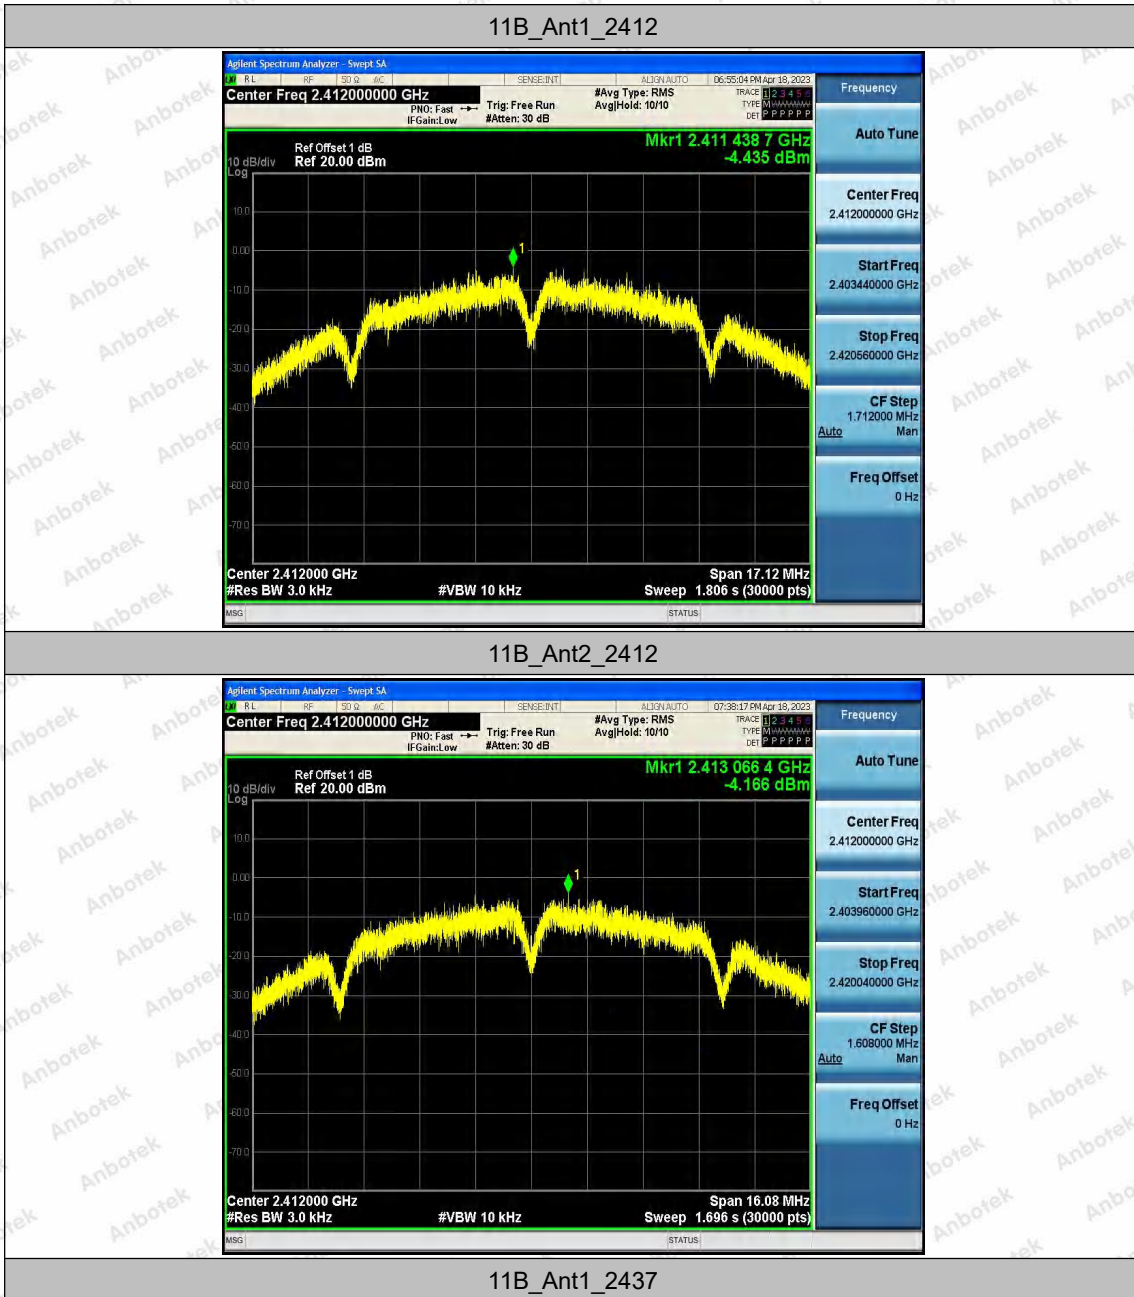 11B_Ant1_2412
Agilent Spectrum Analyzer - Swept SA
RL RF 50 Ω AC SENSE:INT ALIGN AUTO 06:55:04 PM Apr 18, 2023
Center Freq 2.412000000 GHz
PNO: Fast
IFGain:Low
Trig: Free Run
#Atten: 30 dB
#Avg Type: RMS
Avg|Hold: 10/10
TRACE 1 2 3 4 5 6
TYPE M
DET P P P P P P
Frequency
Auto Tune
Center Freq
2.412000000 GHz
Start Freq
2.403440000 GHz
Stop Freq
2.420560000 GHz
CF Step
1.712000 MHz
Auto Man
Freq Offset
0 Hz
Mkr1 2.411 438 7 GHz
-4.435 dBm
Ref Offset 1 dB
10 dB/div Ref 20.00 dBm
Log
10.0
0.00
-10.0
-20.0
-30.0
-40.0
-50.0
-60.0
-70.0
1
Center 2.412000 GHz Span 17.12 MHz
#Res BW 3.0 kHz #VBW 10 kHz Sweep 1.806 s (30000 pts)
MSG STATUS
11B_Ant2_2412
Agilent Spectrum Analyzer - Swept SA
RL RF 50 Ω AC SENSE:INT ALIGN AUTO 07:38:17 PM Apr 18, 2023
Center Freq 2.412000000 GHz
PNO: Fast
IFGain:Low
Trig: Free Run
#Atten: 30 dB
#Avg Type: RMS
Avg|Hold: 10/10
TRACE 1 2 3 4 5 6
TYPE M
DET P P P P P P
Frequency
Auto Tune
Center Freq
2.412000000 GHz
Start Freq
2.403960000 GHz
Stop Freq
2.420040000 GHz
CF Step
1.608000 MHz
Auto Man
Freq Offset
0 Hz
Mkr1 2.413 066 4 GHz
-4.166 dBm
Ref Offset 1 dB
10 dB/div Ref 20.00 dBm
Log
10.0
0.00
-10.0
-20.0
-30.0
-40.0
-50.0
-60.0
-70.0
1
Center 2.412000 GHz Span 16.08 MHz
#Res BW 3.0 kHz #VBW 10 kHz Sweep 1.696 s (30000 pts)
MSG STATUS
11B_Ant1_2437
Anbotek